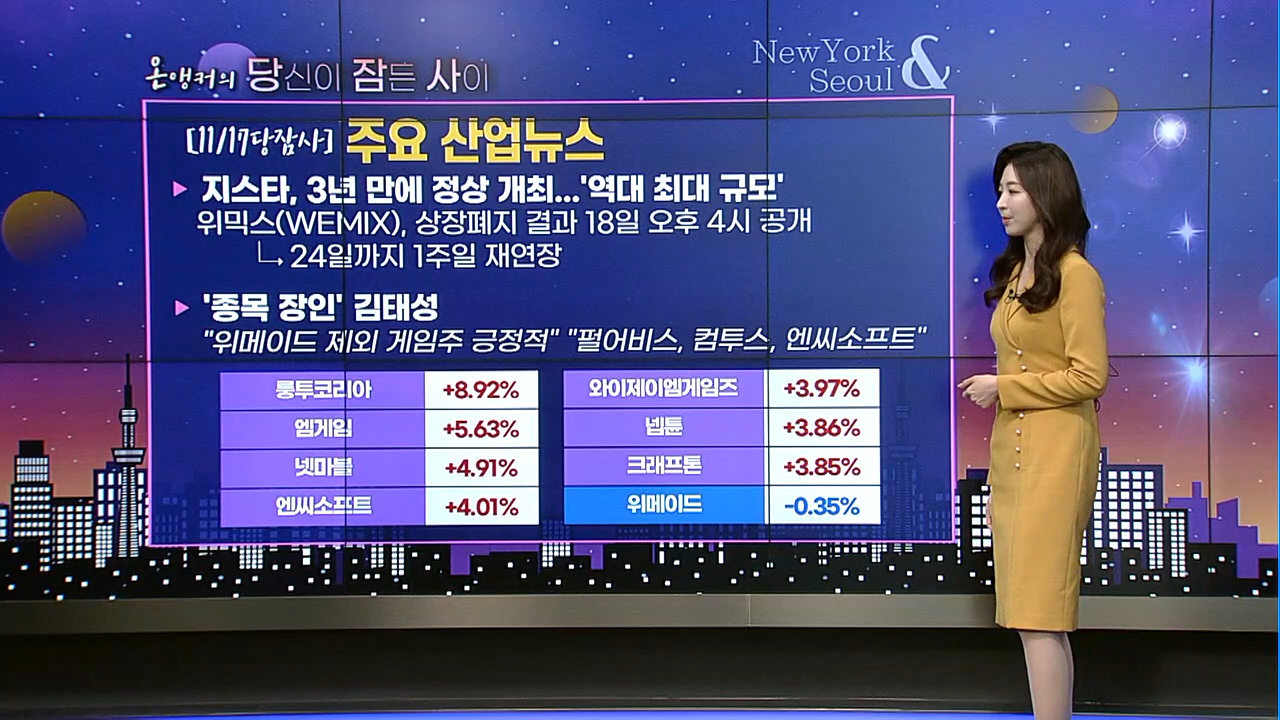 온앵커의 당신이 잠든 사이
NewYork & Seoul
[11/17당잠사] 주요 산업뉴스
▶ 지스타, 3년 만에 정상 개최...'역대 최대 규모'
위믹스(WEMIX), 상장폐지 결과 18일 오후 4시 공개
↳ 24일까지 1주일 재연장
▶ '종목 장인' 김태성
"위메이드 제외 게임주 긍정적" "펄어비스, 컴투스, 엔씨소프트"
룽투코리아 +8.92% 와이제이엠게임즈 +3.97%
엠게임 +5.63% 넵튠 +3.86%
넷마블 +4.91% 크래프톤 +3.85%
엔씨소프트 +4.01% 위메이드 -0.35%